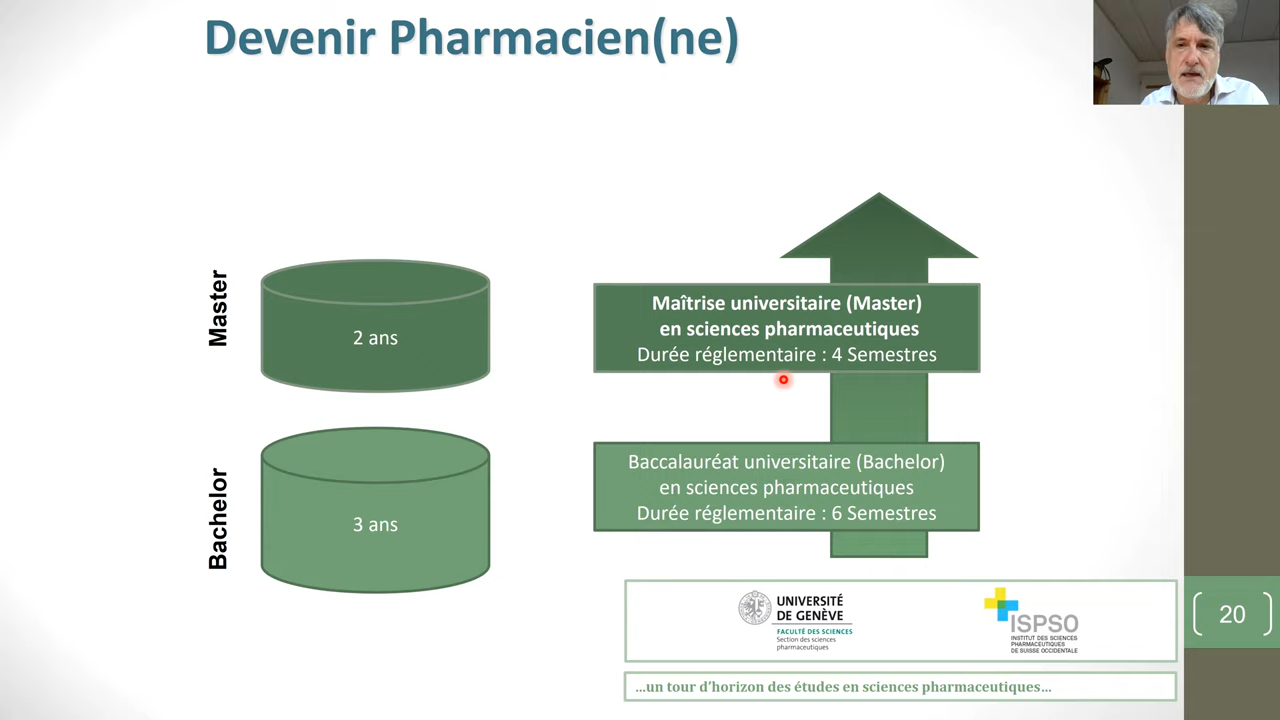 Devenir Pharmacien(ne)
Master
2 ans
Maîtrise universitaire (Master)
en sciences pharmaceutiques
Durée réglementaire : 4 Semestres
Bachelor
3 ans
Baccalauréat universitaire (Bachelor)
en sciences pharmaceutiques
Durée réglementaire : 6 Semestres
UNIVERSITÉ
DE GENÈVE
FACULTÉ DES SCIENCES
Section des sciences
pharmaceutiques
ISPSO
INSTITUT DES SCIENCES
PHARMACEUTIQUES
DE SUISSE OCCIDENTALE
20
...un tour d'horizon des études en sciences pharmaceutiques...